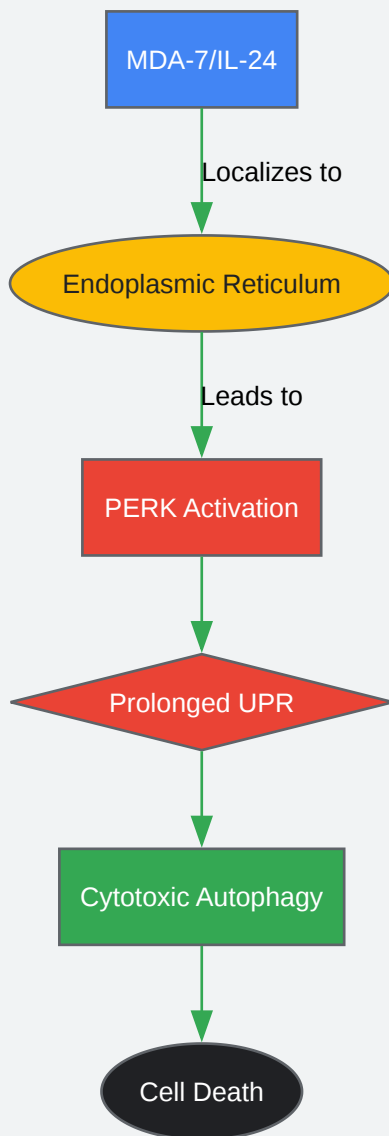 MDA-7/IL-24
Localizes to
Endoplasmic Reticulum
Leads to
PERK Activation
Prolonged UPR
Cytotoxic Autophagy
Cell Death